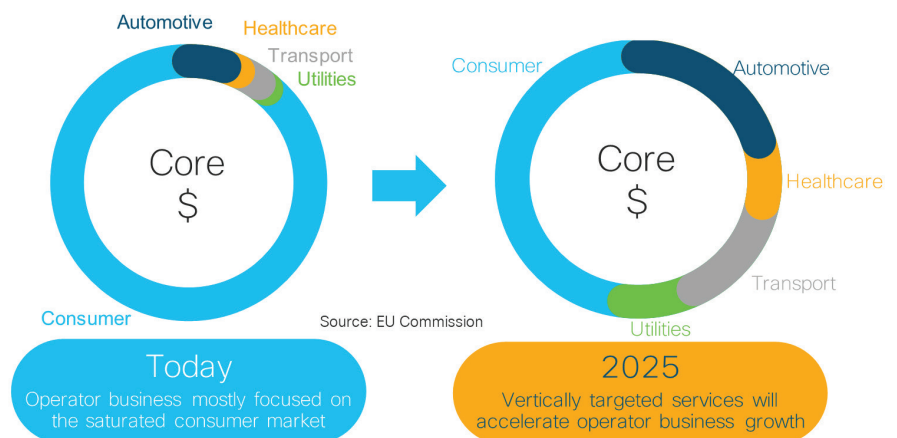 Automotive
Healthcare
Transport
Utilities
Core
$
Consumer
Consumer
Automotive
Core
$
Healthcare
Transport
Utilities
Source: EU Commission
Today
Operator business mostly focused on
the saturated consumer market
2025
Vertically targeted services will
accelerate operator business growth